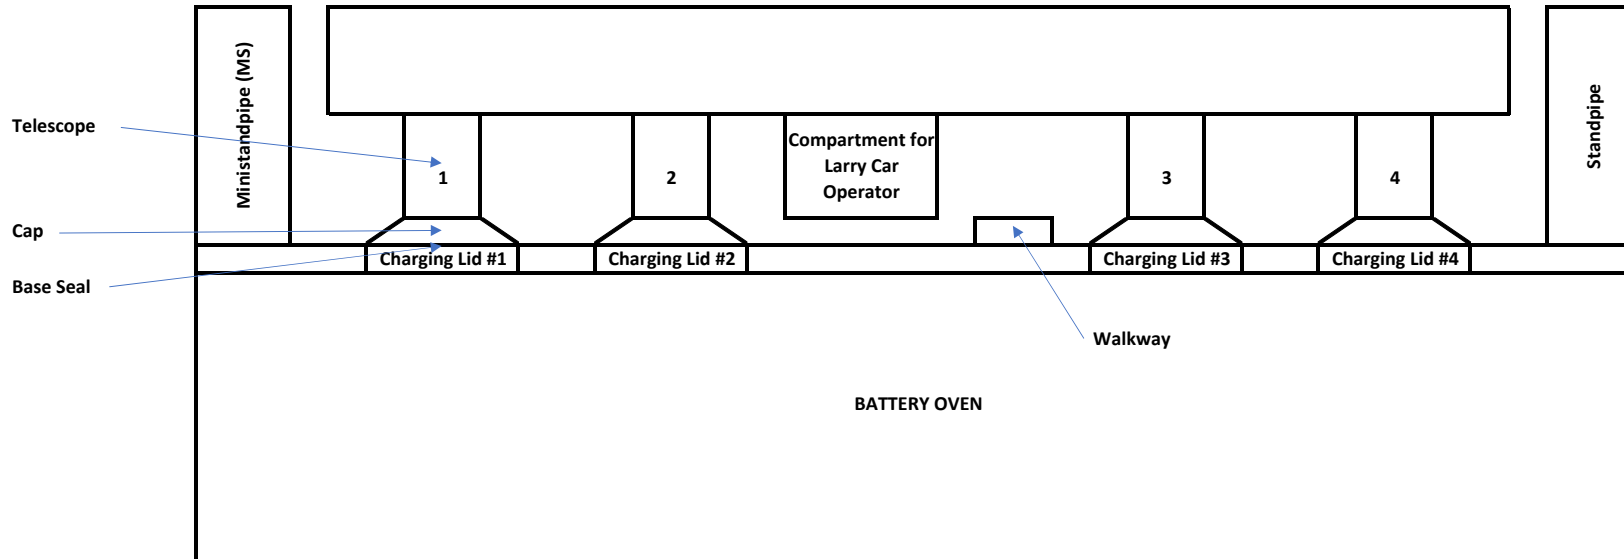 Ministandpipe (MS)
Standpipe
Telescope
Compartment for
Larry Car
Operator
1
2
3
4
Cap
Charging Lid #1
Charging Lid #2
Charging Lid #3
Charging Lid #4
Base Seal
Walkway
BATTERY OVEN